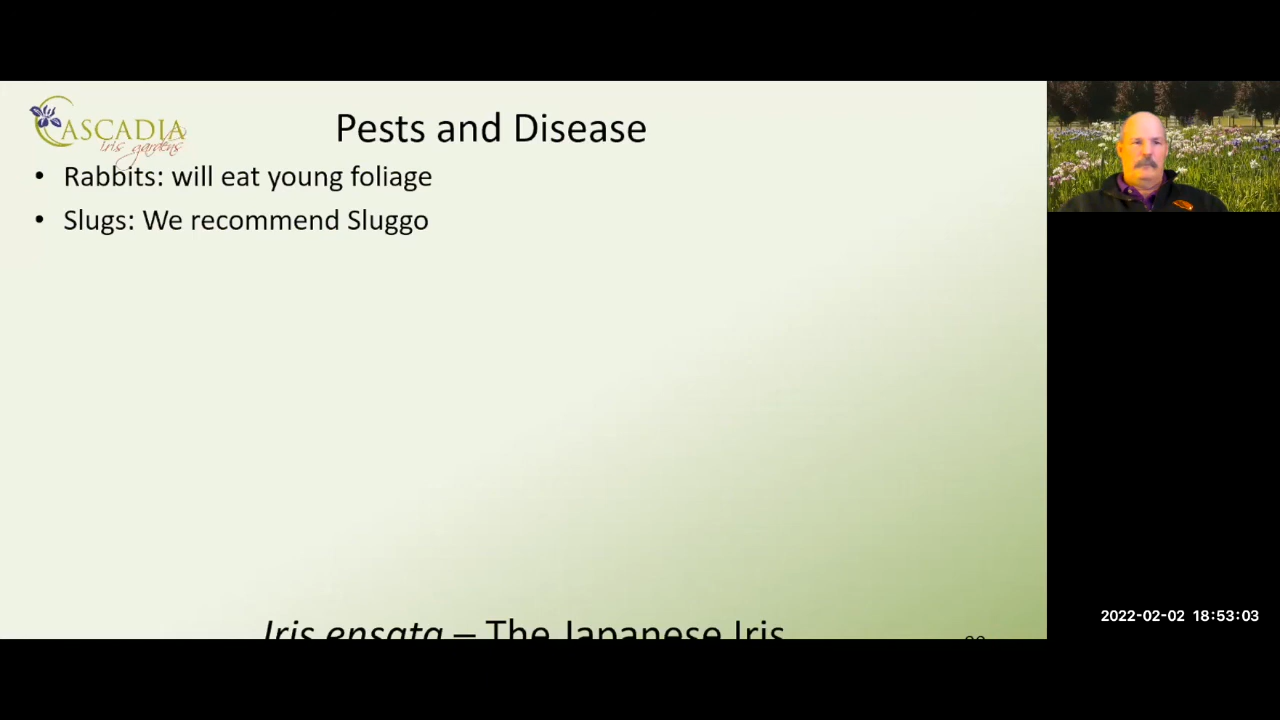 CASCADIA
iris gardens
Pests and Disease
• Rabbits: will eat young foliage
• Slugs: We recommend Sluggo
Iris ensata – The Japanese Iris
2022-02-02 18:53:03